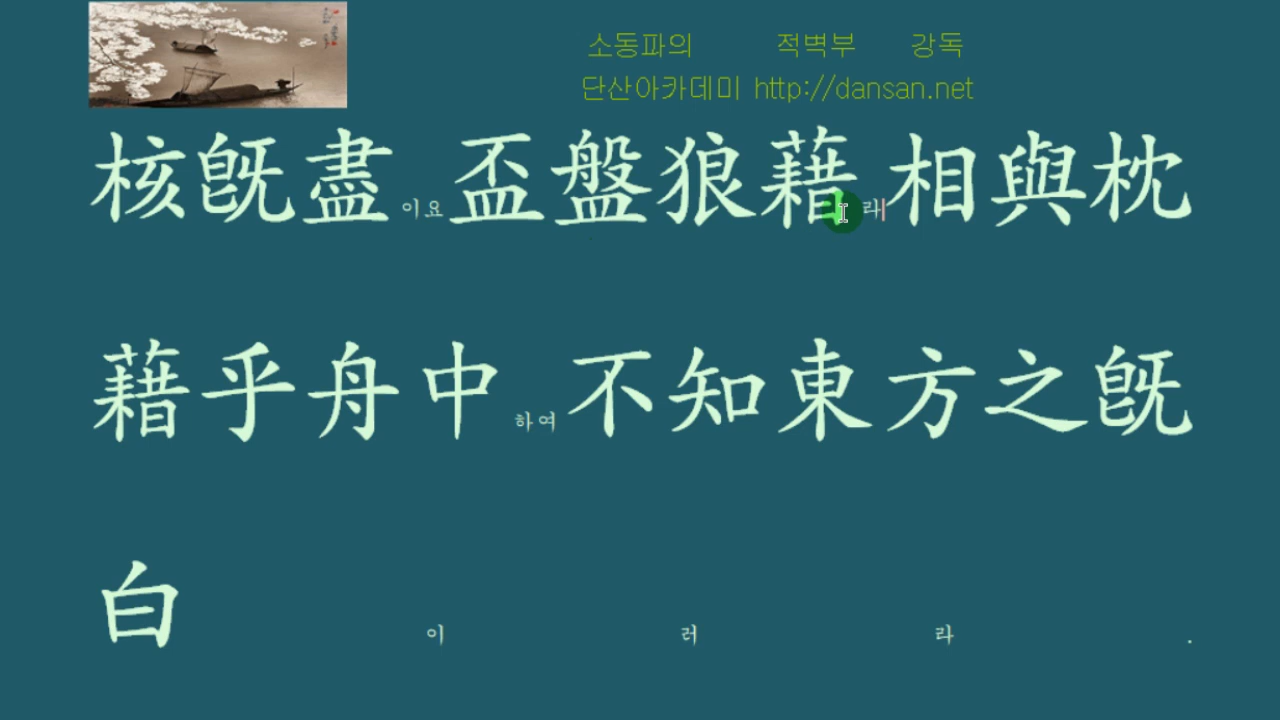 소동파의 적벽부 강독
단산아카데미 http://dansan.net
核旣盡이요盃盤狼藉라相與枕
藉乎舟中하여不知東方之旣
白이러라.